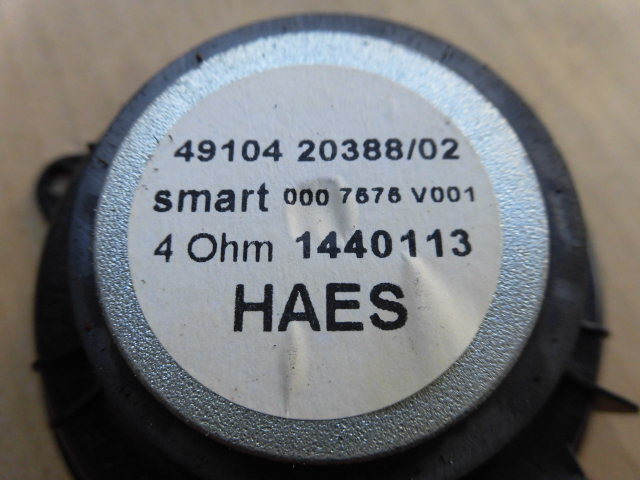 49104 20388/02
smart 000 7676 V001
4 Ohm 1440113
HAES